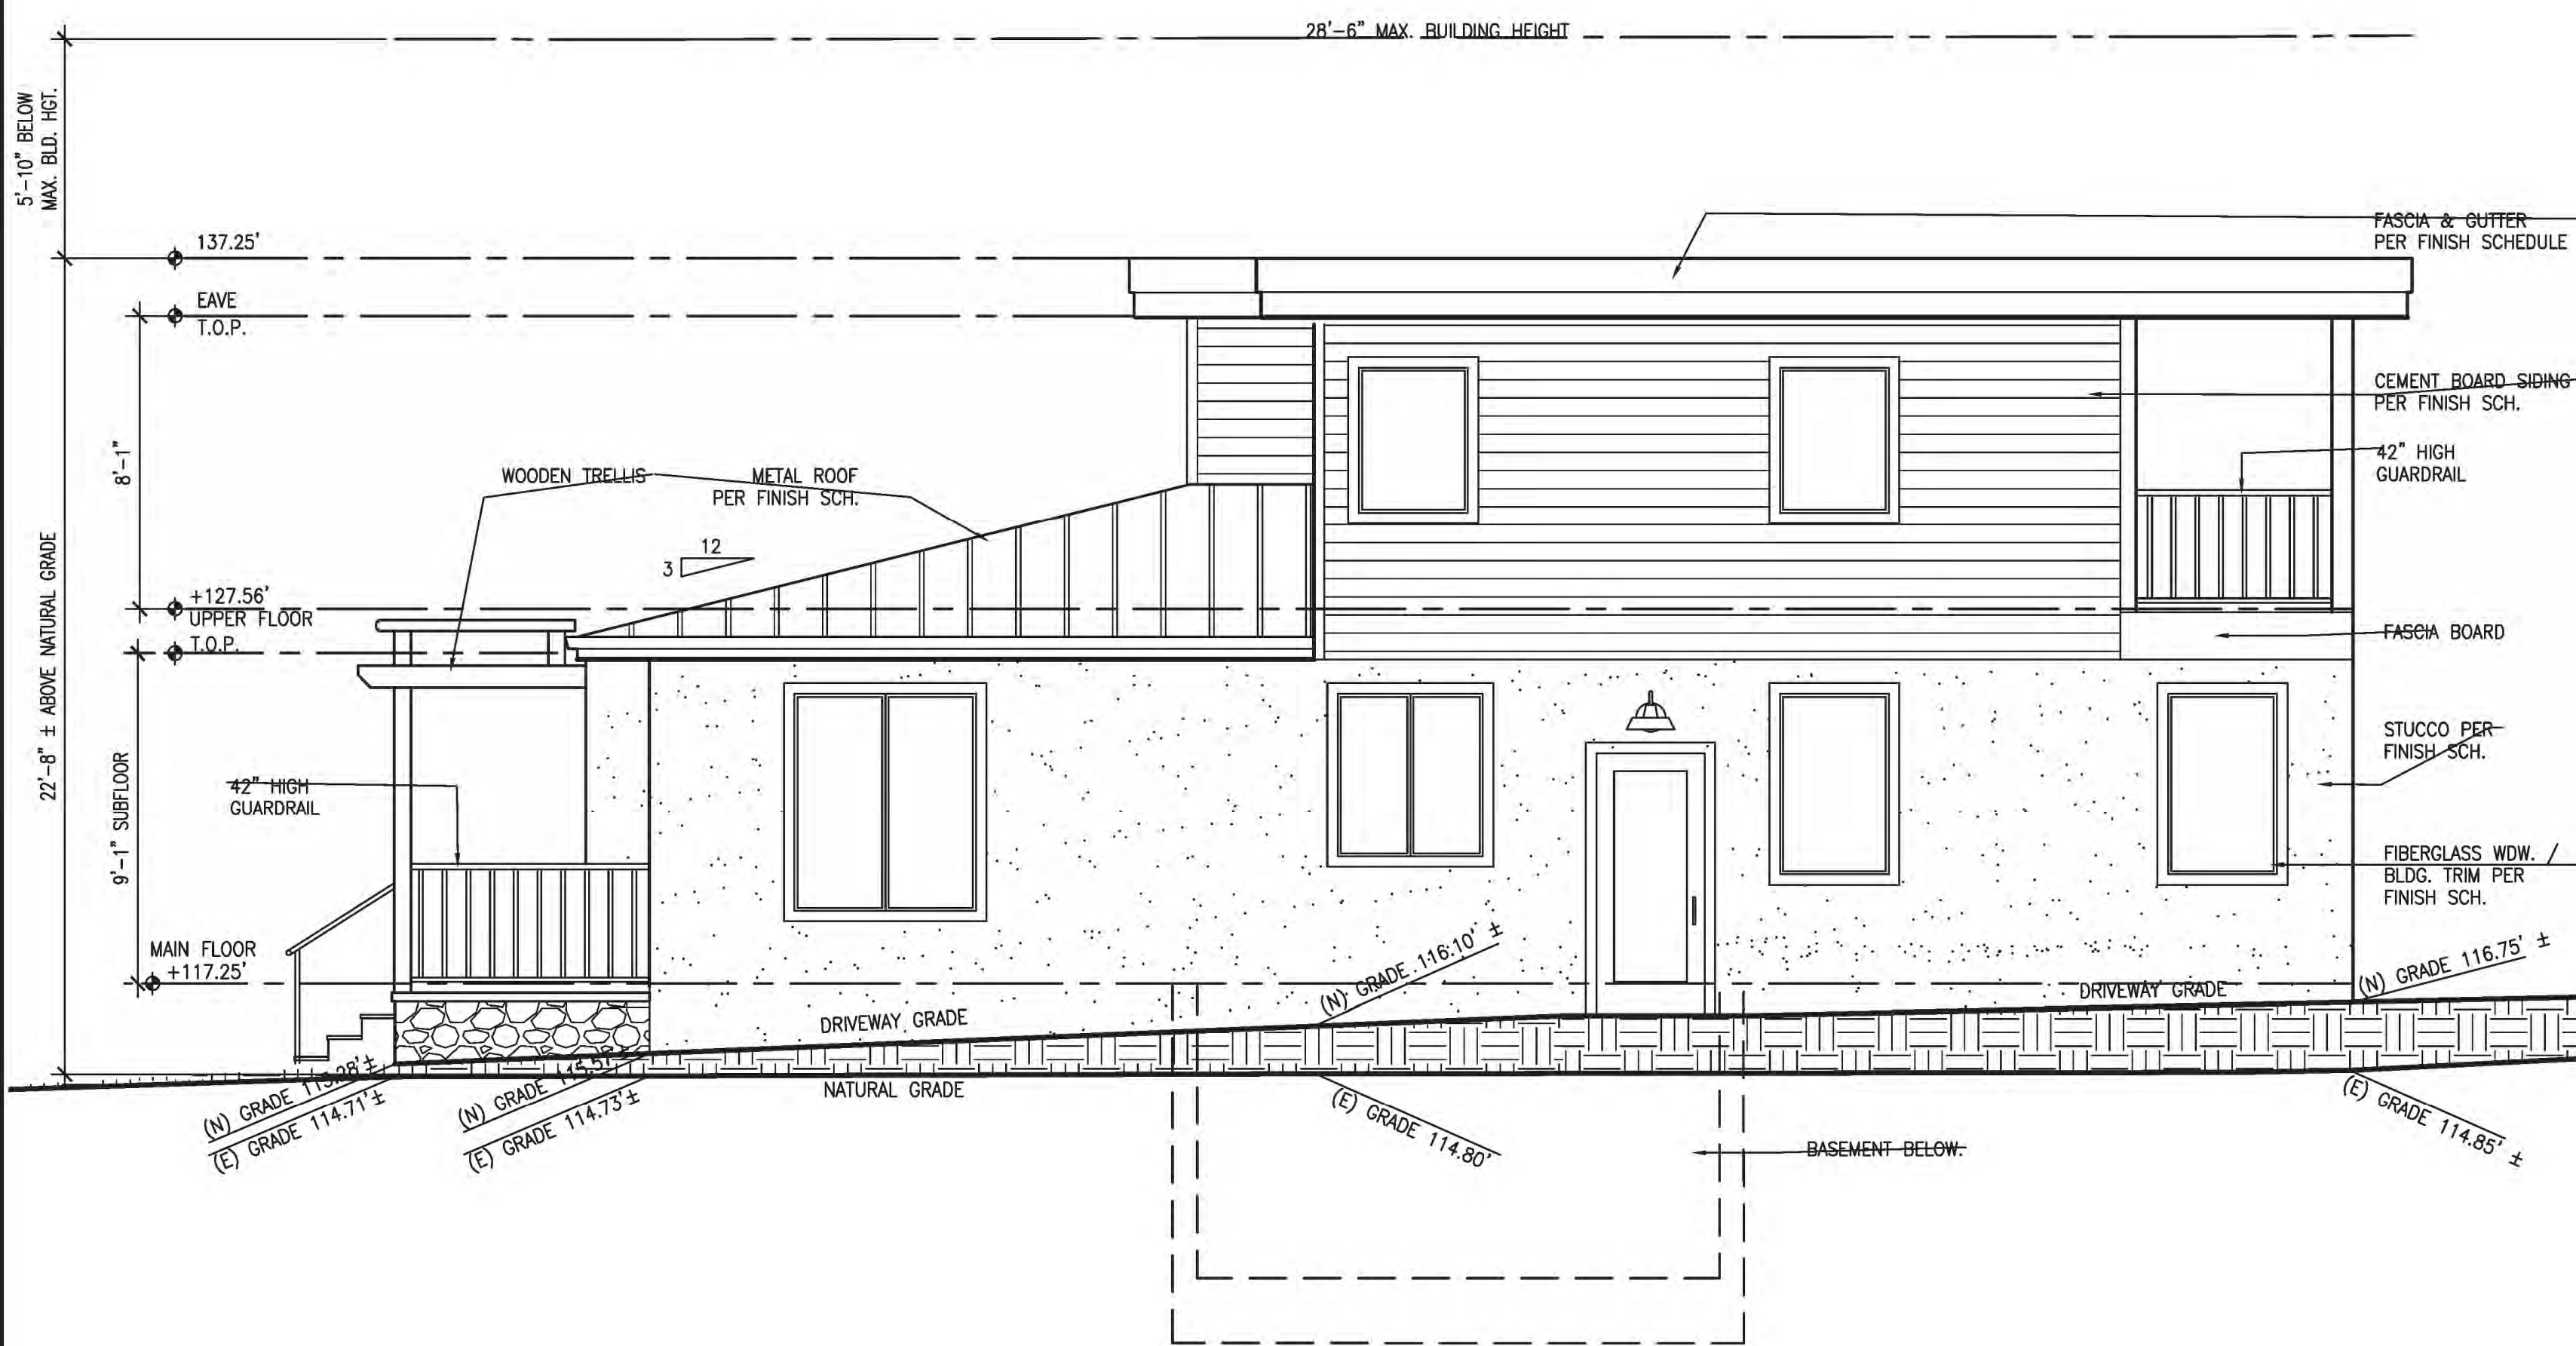 28'-6" MAX. BUILDING HEIGHT
5'-10" BELOW
MAX. BLD. HGT.
137.25'
FASCIA & GUTTER
PER FINISH SCHEDULE
EAVE
T.O.P.
CEMENT BOARD SIDING
PER FINISH SCH.
8'-1"
42" HIGH
GUARDRAIL
WOODEN TRELLIS
METAL ROOF
PER FINISH SCH.
12
3
22'-8" ± ABOVE NATURAL GRADE
+127.56'
UPPER FLOOR
T.O.P.
FASCIA BOARD
STUCCO PER
FINISH SCH.
9'-1" SUBFLOOR
42" HIGH
GUARDRAIL
FIBERGLASS WDW. /
BLDG. TRIM PER
FINISH SCH.
MAIN FLOOR
+117.25'
(N) GRADE 116.10' ±
(N) GRADE 116.75' ±
DRIVEWAY GRADE
DRIVEWAY GRADE
NATURAL GRADE
(N) GRADE 115.28'±
(E) GRADE 114.71'±
(N) GRADE
(E) GRADE 114.73'±
(E) GRADE 114.80'
(E) GRADE 114.85' ±
BASEMENT BELOW.